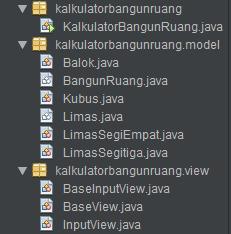 kalkulatorbangunruang
KalkulatorBangunRuang.java
kalkulatorbangunruang.model
Balok.java
BangunRuang.java
Kubus.java
Limas.java
LimasSegiEmpat.java
LimasSegitiga.java
kalkulatorbangunruang.view
BaseInputView.java
BaseView.java
InputView.java